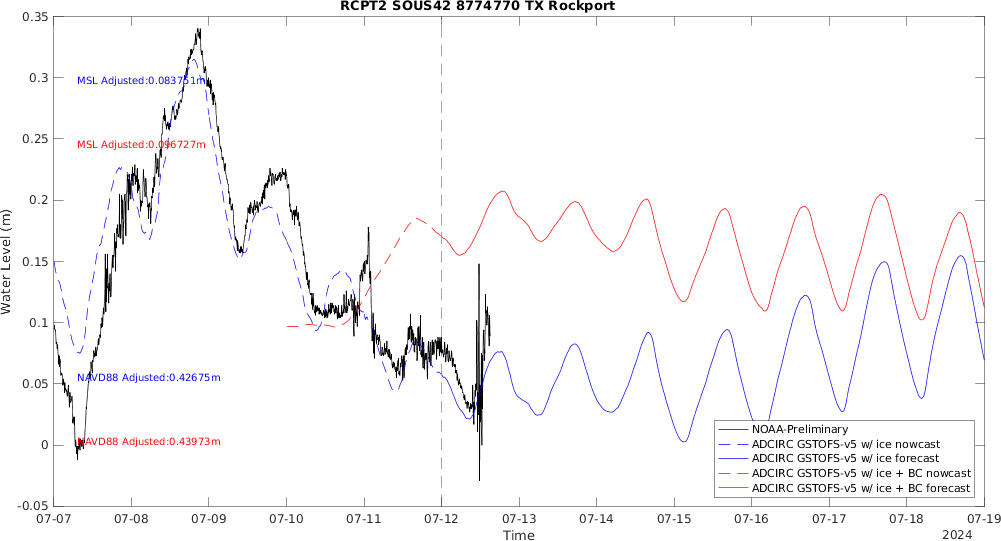 RCPT2 SOUS42 8774770 TX Rockport
0.35
0.3
0.25
0.2
0.15
0.1
0.05
0
-0.05
Water Level (m)
MSL Adjusted:0.083751m
MSL Adjusted:0.096727m
NAVD88 Adjusted:0.42675m
NAVD88 Adjusted:0.43973m
NOAA-Preliminary
ADCIRC GSTOFS-v5 w/ ice nowcast
ADCIRC GSTOFS-v5 w/ ice forecast
ADCIRC GSTOFS-v5 w/ ice + BC nowcast
ADCIRC GSTOFS-v5 w/ ice + BC forecast
07-07 07-08 07-09 07-10 07-11 07-12 07-13 07-14 07-15 07-16 07-17 07-18 07-19
Time
2024